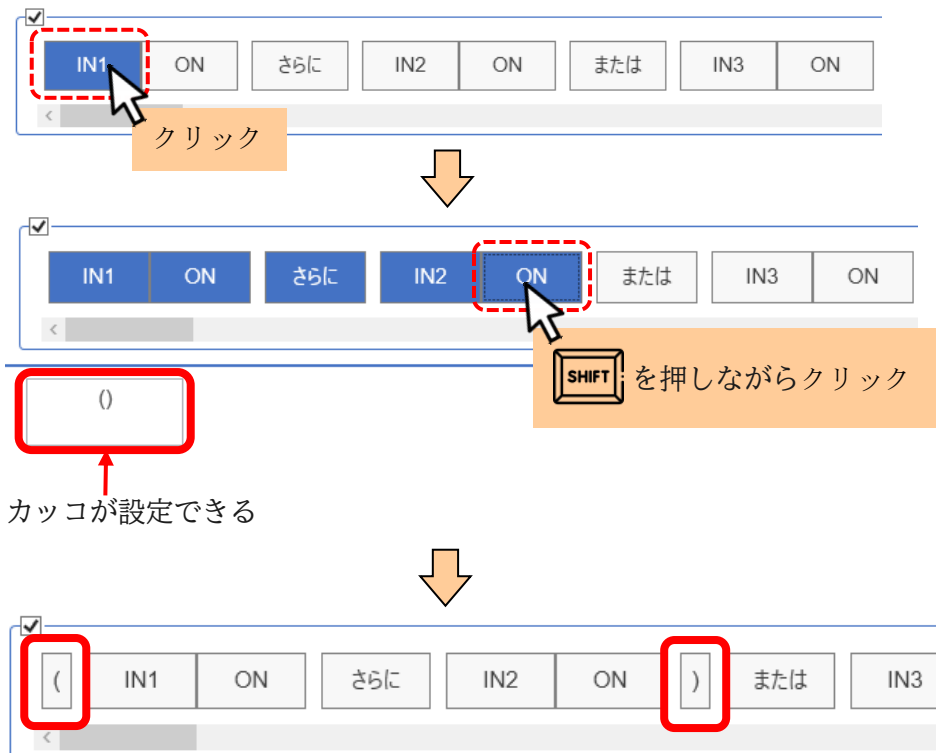 IN1 ON さらに IN2 ON または IN3 ON
クリック
IN1 ON さらに IN2 ON または IN3 ON
SHIFT を押しながらクリック
()
カッコが設定できる
( IN1 ON さらに IN2 ON ) または IN3